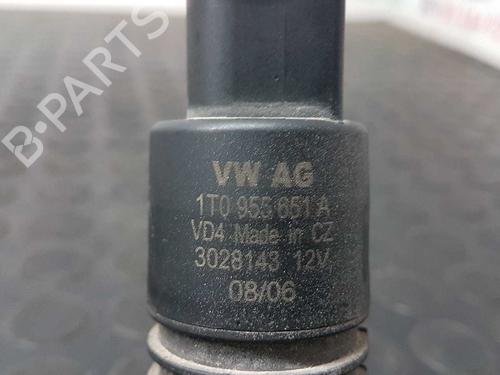 B-PARTS
VW AG
1T0 955 651 A
VD4 Made in CZ
3028143 12V
08/06